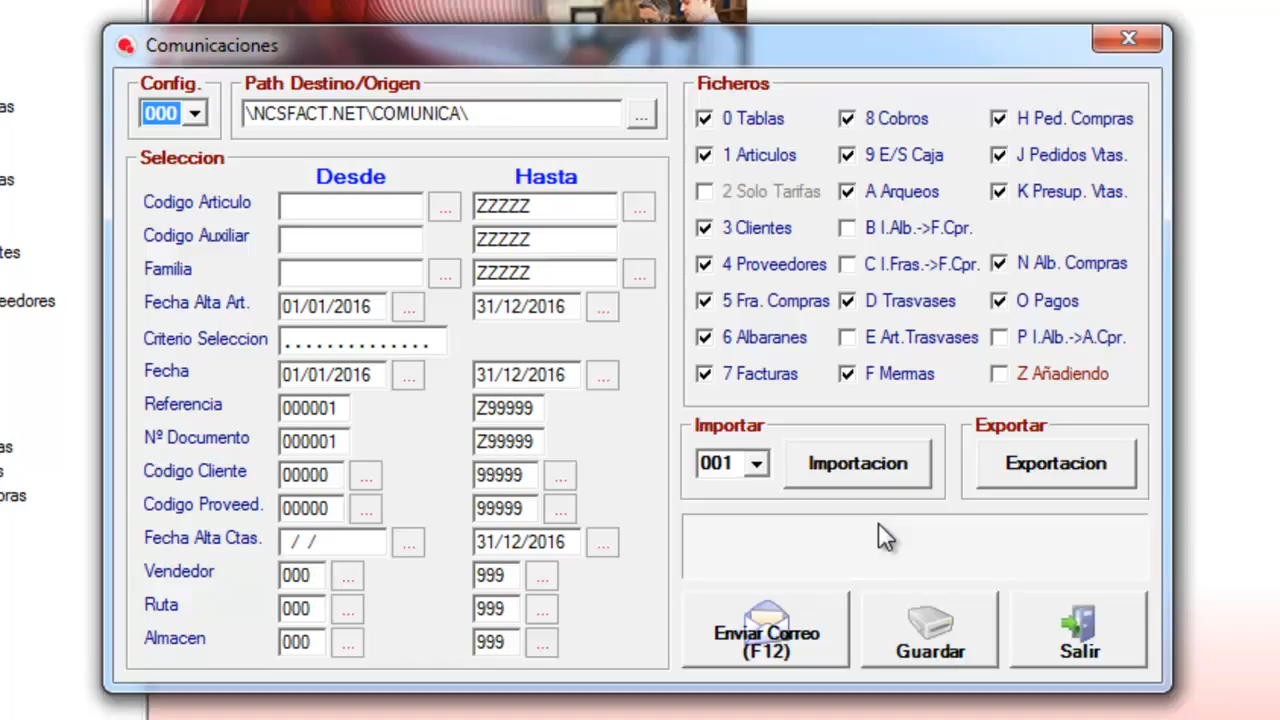 as
as
tes
eedores
as
s
oras
Comunicaciones
Config.
000
Path Destino/Origen
\NCSFACT.NET\COMUNICA\
...
Seleccion
Desde Hasta
Codigo Articulo ... ZZZZZ ...
Codigo Auxiliar ZZZZZ
Familia ... ZZZZZ ...
Fecha Alta Art. 01/01/2016 ... 31/12/2016 ...
Criterio Seleccion ..............
Fecha 01/01/2016 ... 31/12/2016 ...
Referencia 000001 Z99999
Nº Documento 000001 Z99999
Codigo Cliente 00000 ... 99999 ...
Codigo Proveed. 00000 ... 99999 ...
Fecha Alta Ctas. / / ... 31/12/2016 ...
Vendedor 000 ... 999 ...
Ruta 000 ... 999 ...
Almacen 000 ... 999 ...
Ficheros
0 Tablas 8 Cobros H Ped. Compras
1 Articulos 9 E/S Caja J Pedidos Vtas.
2 Solo Tarifas A Arqueos K Presup. Vtas.
3 Clientes B I.Alb.->F.Cpr.
4 Proveedores C I.Fras.->F.Cpr. N Alb. Compras
5 Fra. Compras D Trasvases O Pagos
6 Albaranes E Art.Trasvases P I.Alb.->A.Cpr.
7 Facturas F Mermas Z Añadiendo
Importar
001 Importacion
Exportar
Exportacion
Enviar Correo
(F12)
Guardar
Salir